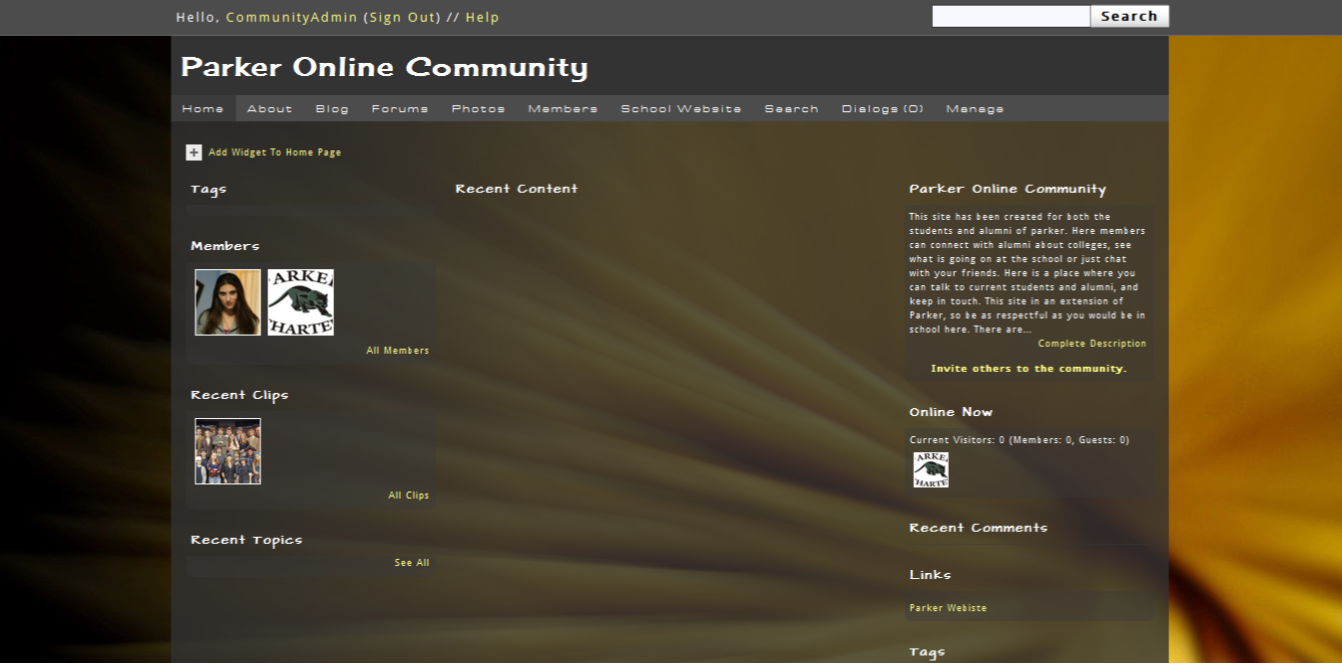 Hello, CommunityAdmin (Sign Out) // Help
Search
Parker Online Community
Home About Blog Forums Photos Members School Website Search Dialogs (0) Manage
Add Widget To Home Page
Tags
Members
ARKE
HARTE
All Members
Recent Clips
All Clips
Recent Topics
See All
Recent Content
Parker Online Community
This site has been created for both the
students and alumni of parker. Here members
can connect with alumni about colleges, see
what is going on at the school or just chat
with your friends. Here is a place where you
can talk to current students and alumni, and
keep in touch. This site in an extension of
Parker, so be as respectful as you would be in
school here. There are...
Complete Description
Invite others to the community.
Online Now
Current Visitors: 0 (Members: 0, Guests: 0)
ARKE
HARTE
Recent Comments
Links
Parker Webiste
Tags